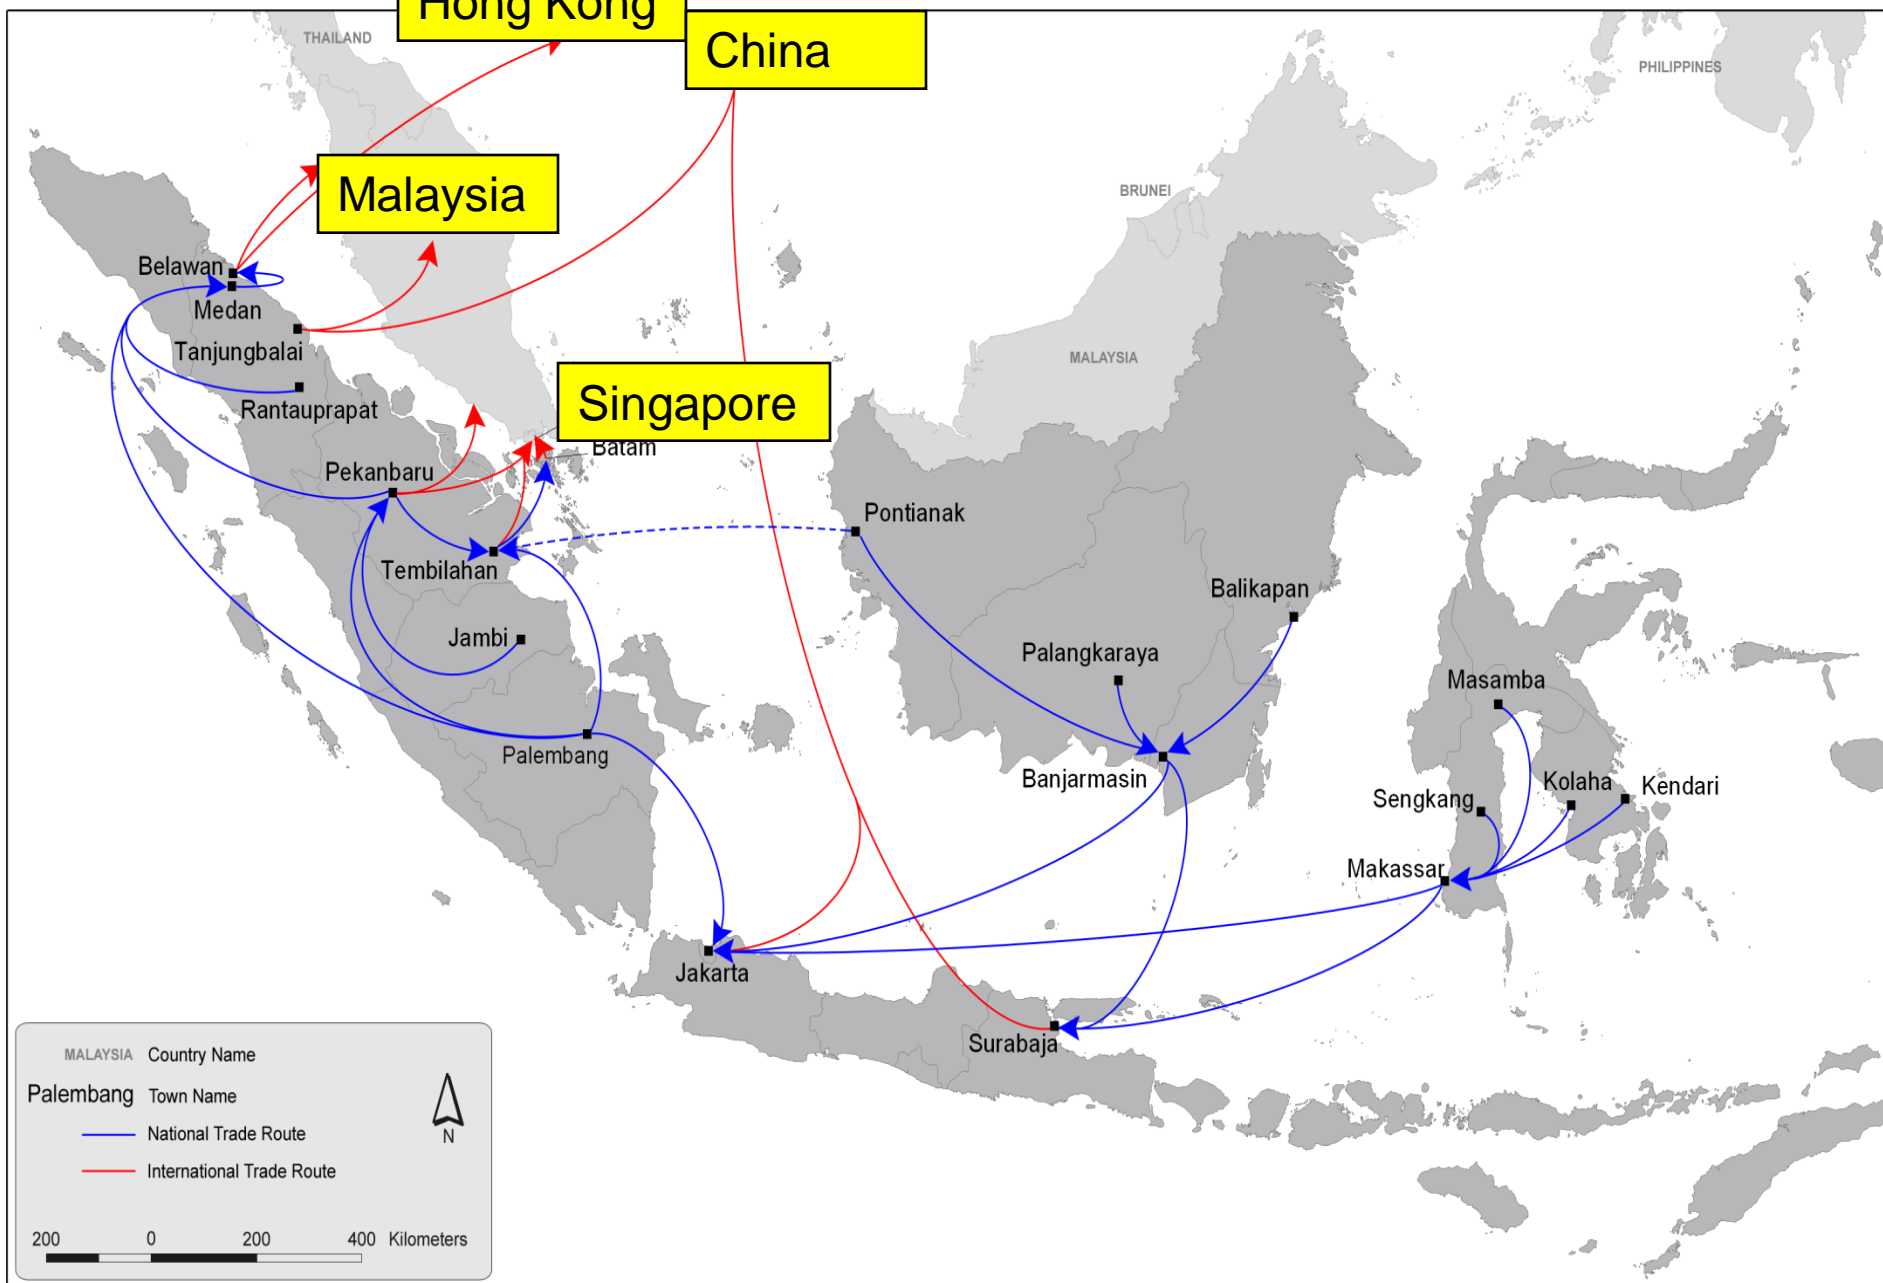 Hong Kong
THAILAND
China
PHILIPPINES
Malaysia
BRUNEI
Belawan
Medan
Tanjungbalai
MALAYSIA
Rantauprapat
Singapore
Batam
Pekanbaru
Pontianak
Tembilahan
Balikapan
Jambi
Palangkaraya
Masamba
Palembang
Banjarmasin
Kolaha
Kendari
Sengkang
Makassar
Jakarta
Surabaja
MALAYSIA Country Name
Palembang Town Name
National Trade Route
N
International Trade Route
200 0 200 400 Kilometers